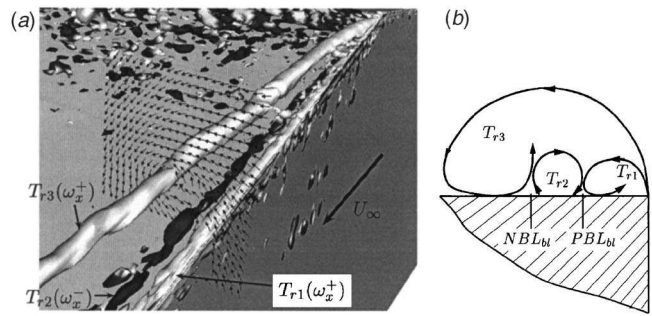 (a)
T_{r3}(ω_x^+)
U_∞
T_{r2}(ω_x^-)
T_{r1}(ω_x^+)
(b)
T_{r3}
T_{r2}
T_{r1}
NBL_{bl}
PBL_{bl}